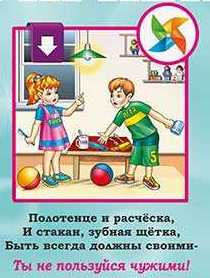 Полотенце и расчёска,
И стакан, зубная щётка,
Быть всегда должны своими-
Ты не пользуйся чужими!